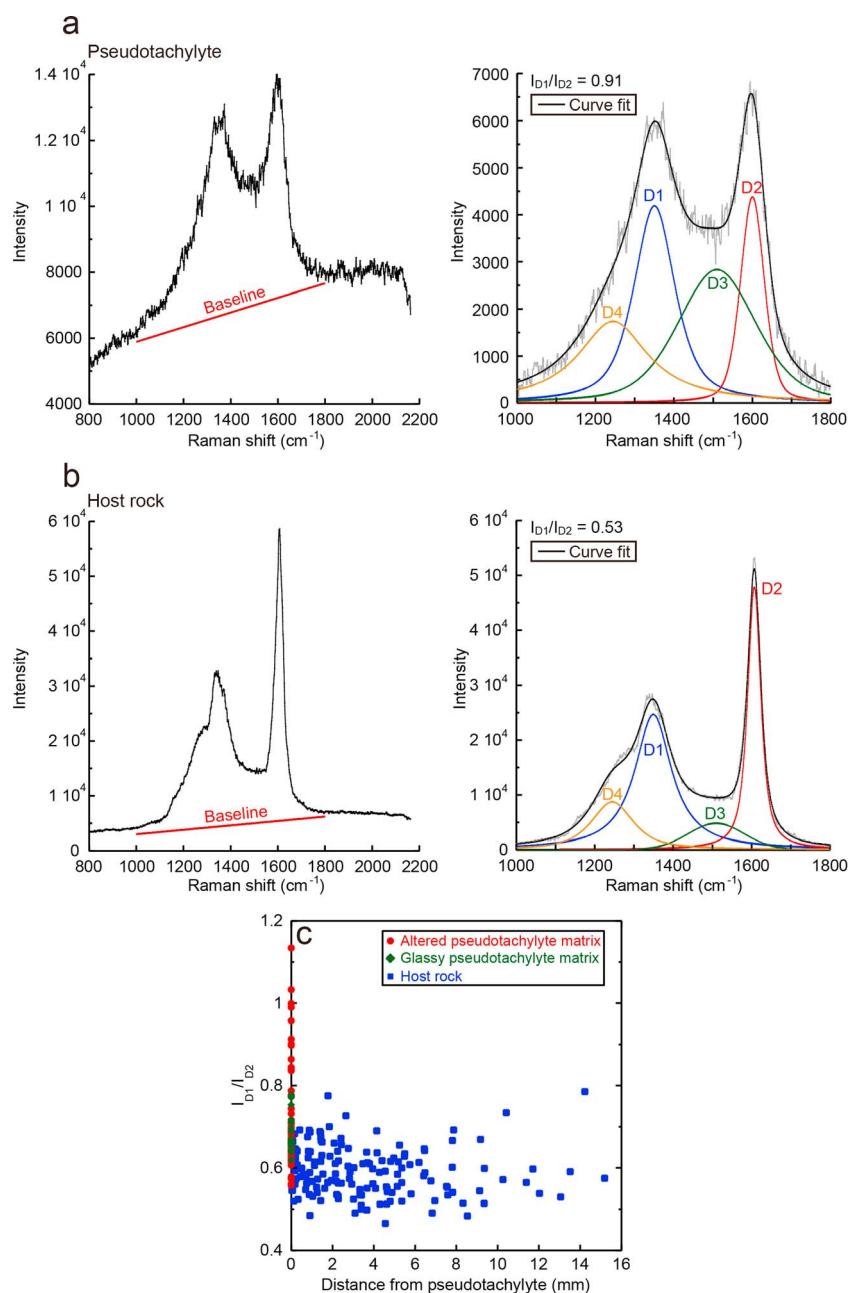 a
Pseudotachylyte
1.4 10⁴
1.2 10⁴
1 10⁴
8000
6000
4000
Intensity
Baseline
800 1000 1200 1400 1600 1800 2000 2200
Raman shift (cm⁻¹)
I_D1/I_D2 = 0.91
Curve fit
7000
6000
5000
4000
3000
2000
1000
0
Intensity
D1
D2
D3
D4
1000 1200 1400 1600 1800
Raman shift (cm⁻¹)
b
Host rock
6 10⁴
5 10⁴
4 10⁴
3 10⁴
2 10⁴
1 10⁴
0
Intensity
Baseline
800 1000 1200 1400 1600 1800 2000 2200
Raman shift (cm⁻¹)
I_D1/I_D2 = 0.53
Curve fit
6 10⁴
5 10⁴
4 10⁴
3 10⁴
2 10⁴
1 10⁴
0
Intensity
D2
D1
D4
D3
1000 1200 1400 1600 1800
Raman shift (cm⁻¹)
c
Altered pseudotachylyte matrix
Glassy pseudotachylyte matrix
Host rock
1.2
1
0.8
0.6
0.4
I_D1/I_D2
0 2 4 6 8 10 12 14 16
Distance from pseudotachylyte (mm)